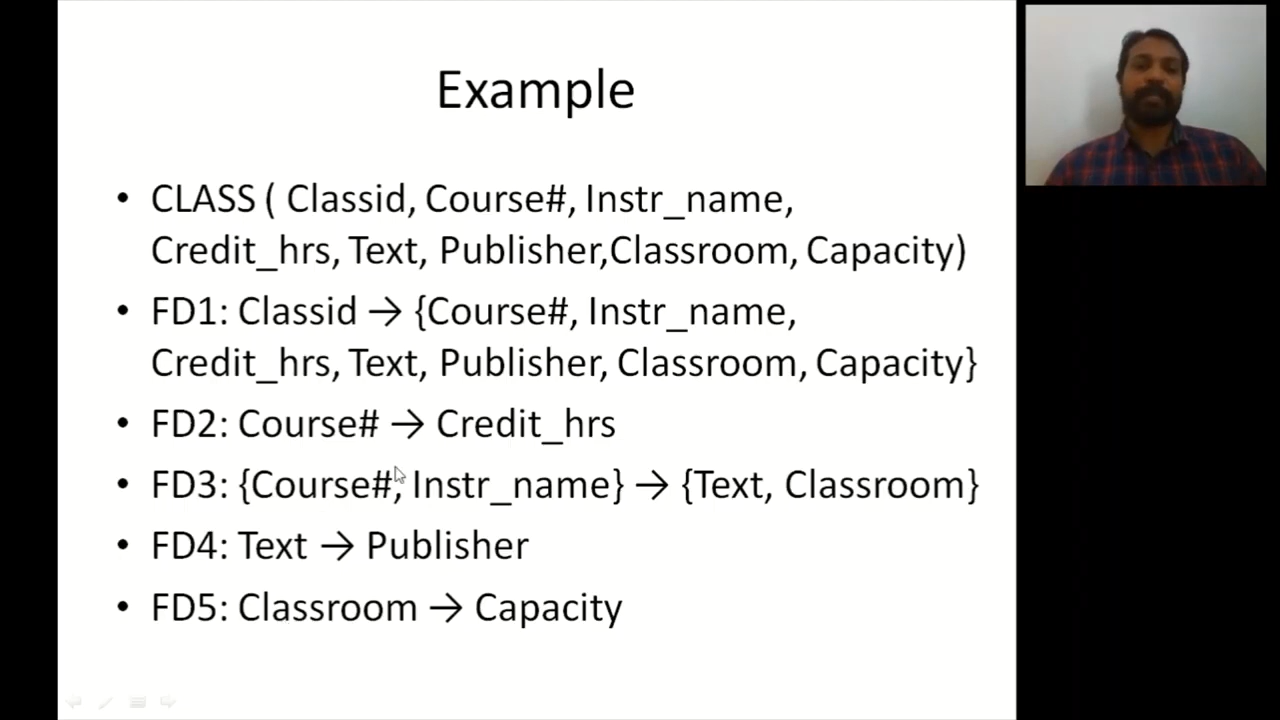 Example
• CLASS ( Classid, Course#, Instr_name,
Credit_hrs, Text, Publisher,Classroom, Capacity)
• FD1: Classid → {Course#, Instr_name,
Credit_hrs, Text, Publisher, Classroom, Capacity}
• FD2: Course# → Credit_hrs
• FD3: {Course#, Instr_name} → {Text, Classroom}
• FD4: Text → Publisher
• FD5: Classroom → Capacity